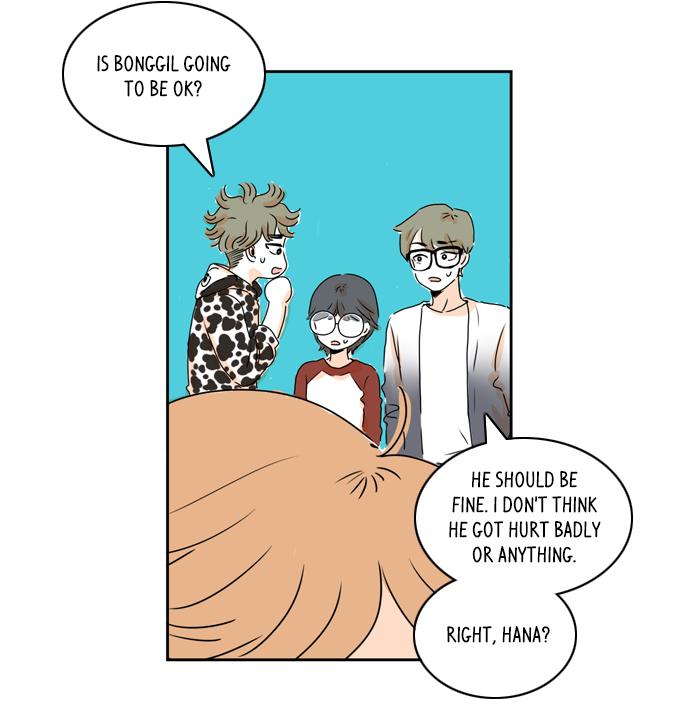 IS BONGGIL GOING
TO BE OK?
HE SHOULD BE
FINE. I DON'T THINK
HE GOT HURT BADLY
OR ANYTHING.
RIGHT, HANA?